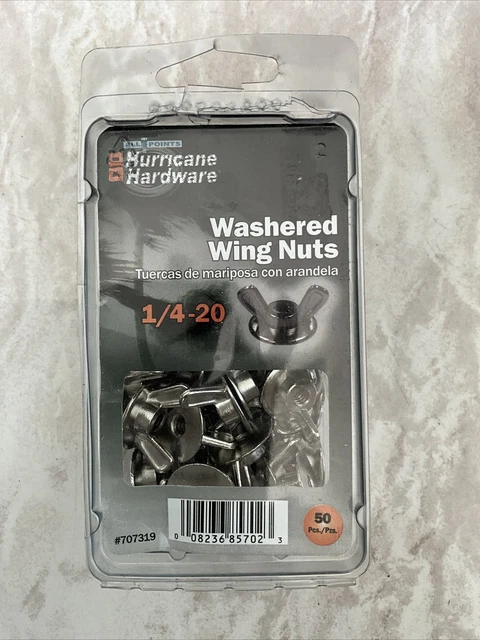 ALL POINTS
Hurricane
Hardware
Washered
Wing Nuts
Tuercas de mariposa con arandela
1/4-20
#707319
0 08236 85702 3
50
Pcs./Pzs.